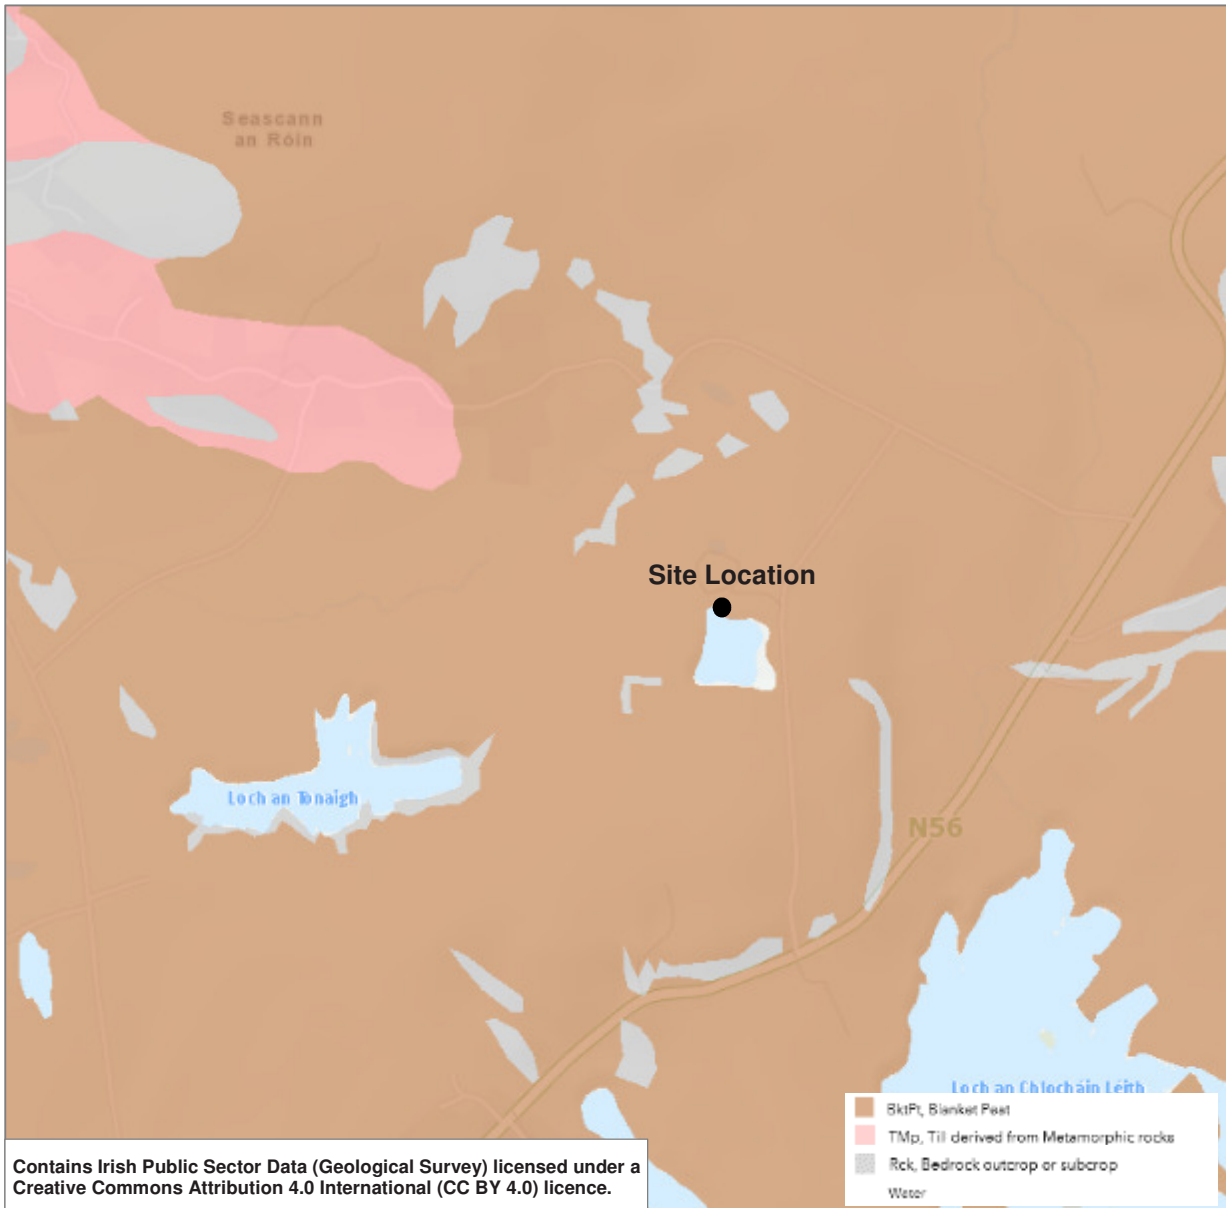 Seascann
an Róin
Site Location
Loch an Tonaigh
N56
Loch an Chlocháin Léith
BktPt, Blanket Peat
TMp, Till derived from Metamorphic rocks
Rck, Bedrock outcrop or subcrop
Water
Contains Irish Public Sector Data (Geological Survey) licensed under a
Creative Commons Attribution 4.0 International (CC BY 4.0) licence.